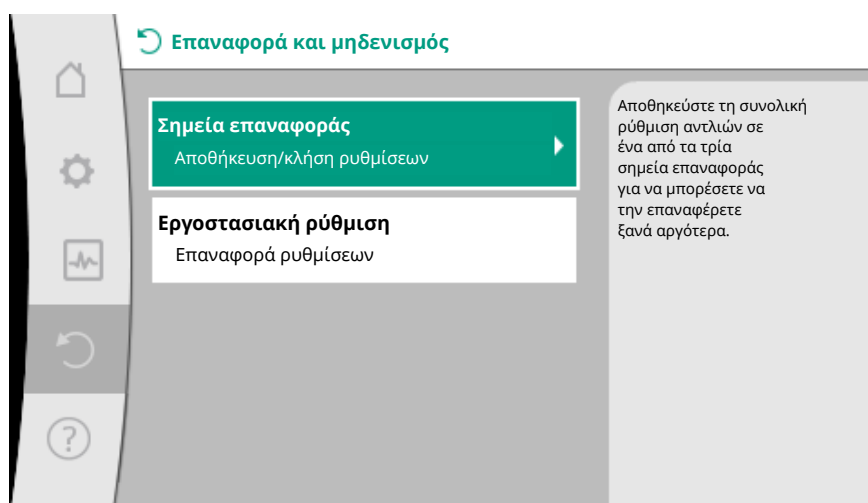 Επαναφορά και μηδενισμός
Σημεία επαναφοράς
Αποθήκευση/κλήση ρυθμίσεων
Εργοστασιακή ρύθμιση
Επαναφορά ρυθμίσεων
Αποθηκεύστε τη συνολική
ρύθμιση αντλιών σε
ένα από τα τρία
σημεία επαναφοράς
για να μπορέσετε να
την επαναφέρετε
ξανά αργότερα.
?